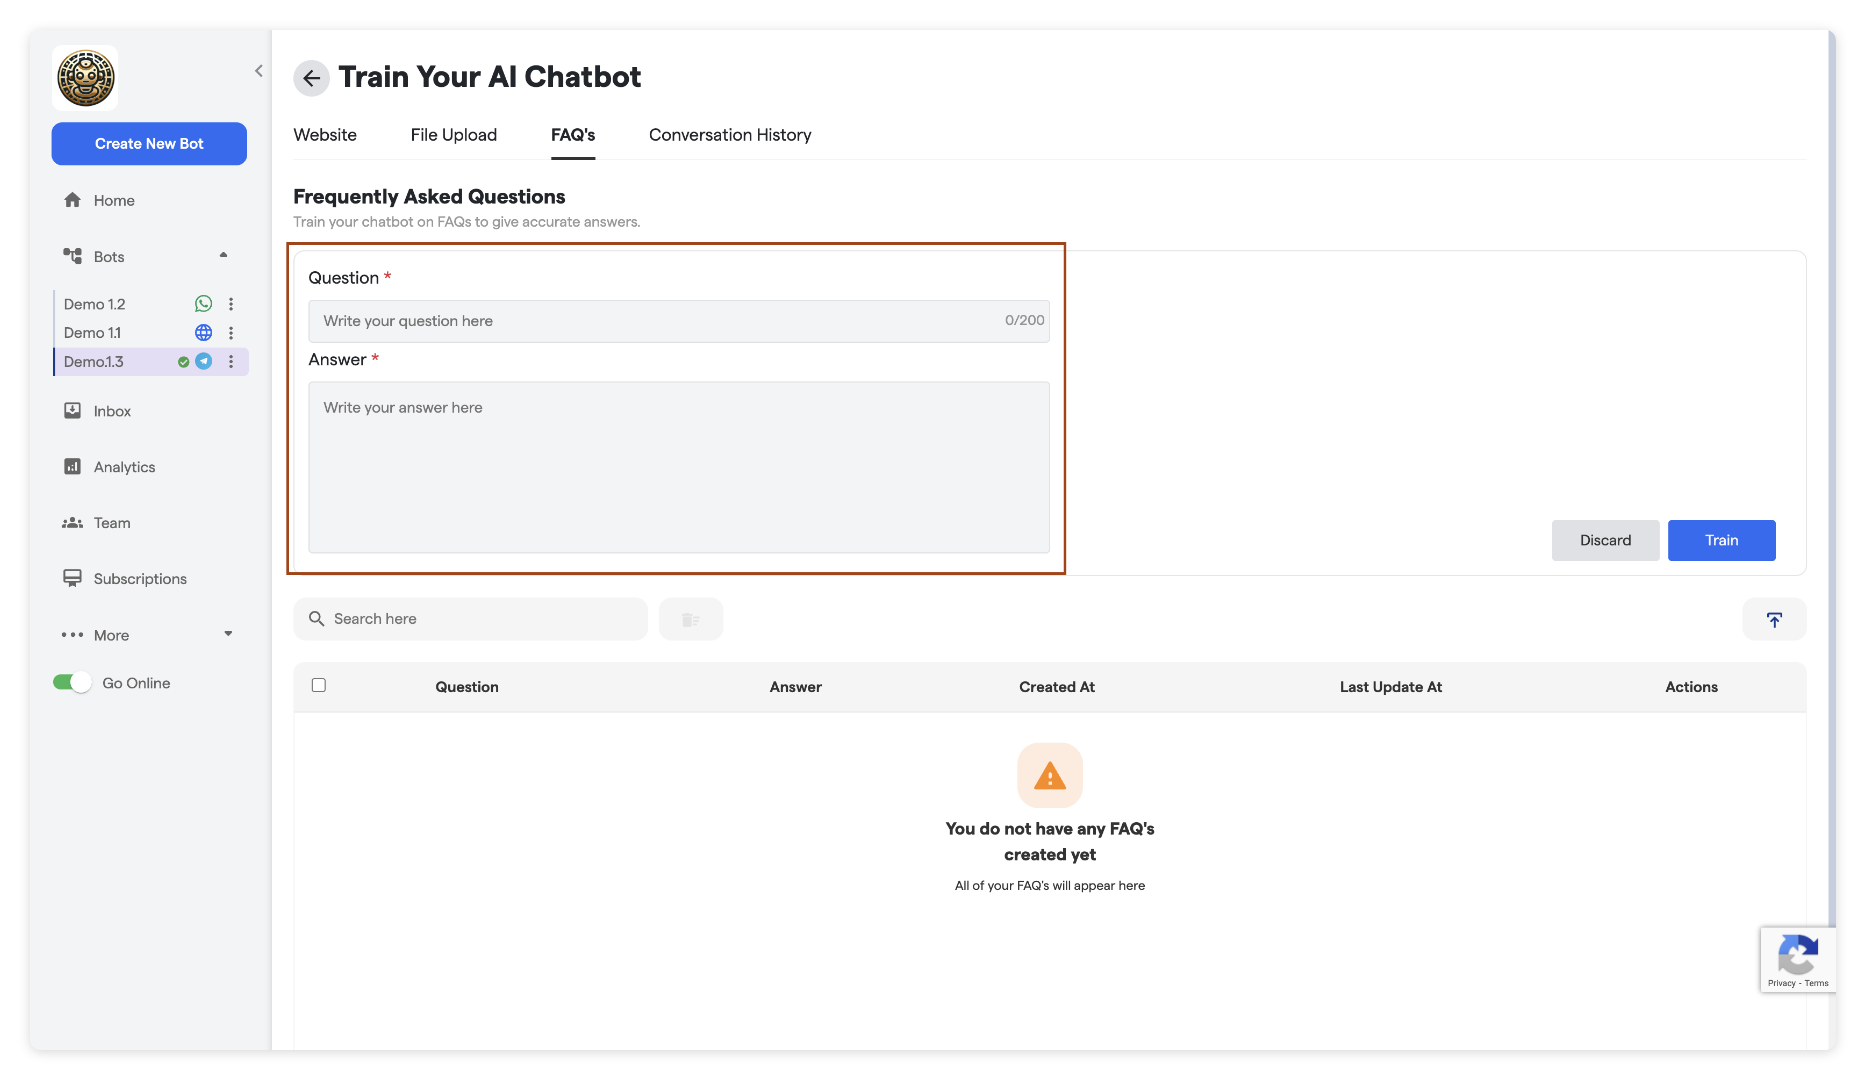 Create New Bot
Home
Bots
Demo 1.2
Demo 1.1
Demo.1.3
Inbox
Analytics
Team
Subscriptions
More
Go Online
Train Your AI Chatbot
Website File Upload FAQ's Conversation History
Frequently Asked Questions
Train your chatbot on FAQs to give accurate answers.
Question *
Write your question here 0/200
Answer *
Write your answer here
Discard Train
Search here
Question Answer Created At Last Update At Actions
You do not have any FAQ's
created yet
All of your FAQ's will appear here
Privacy - Terms